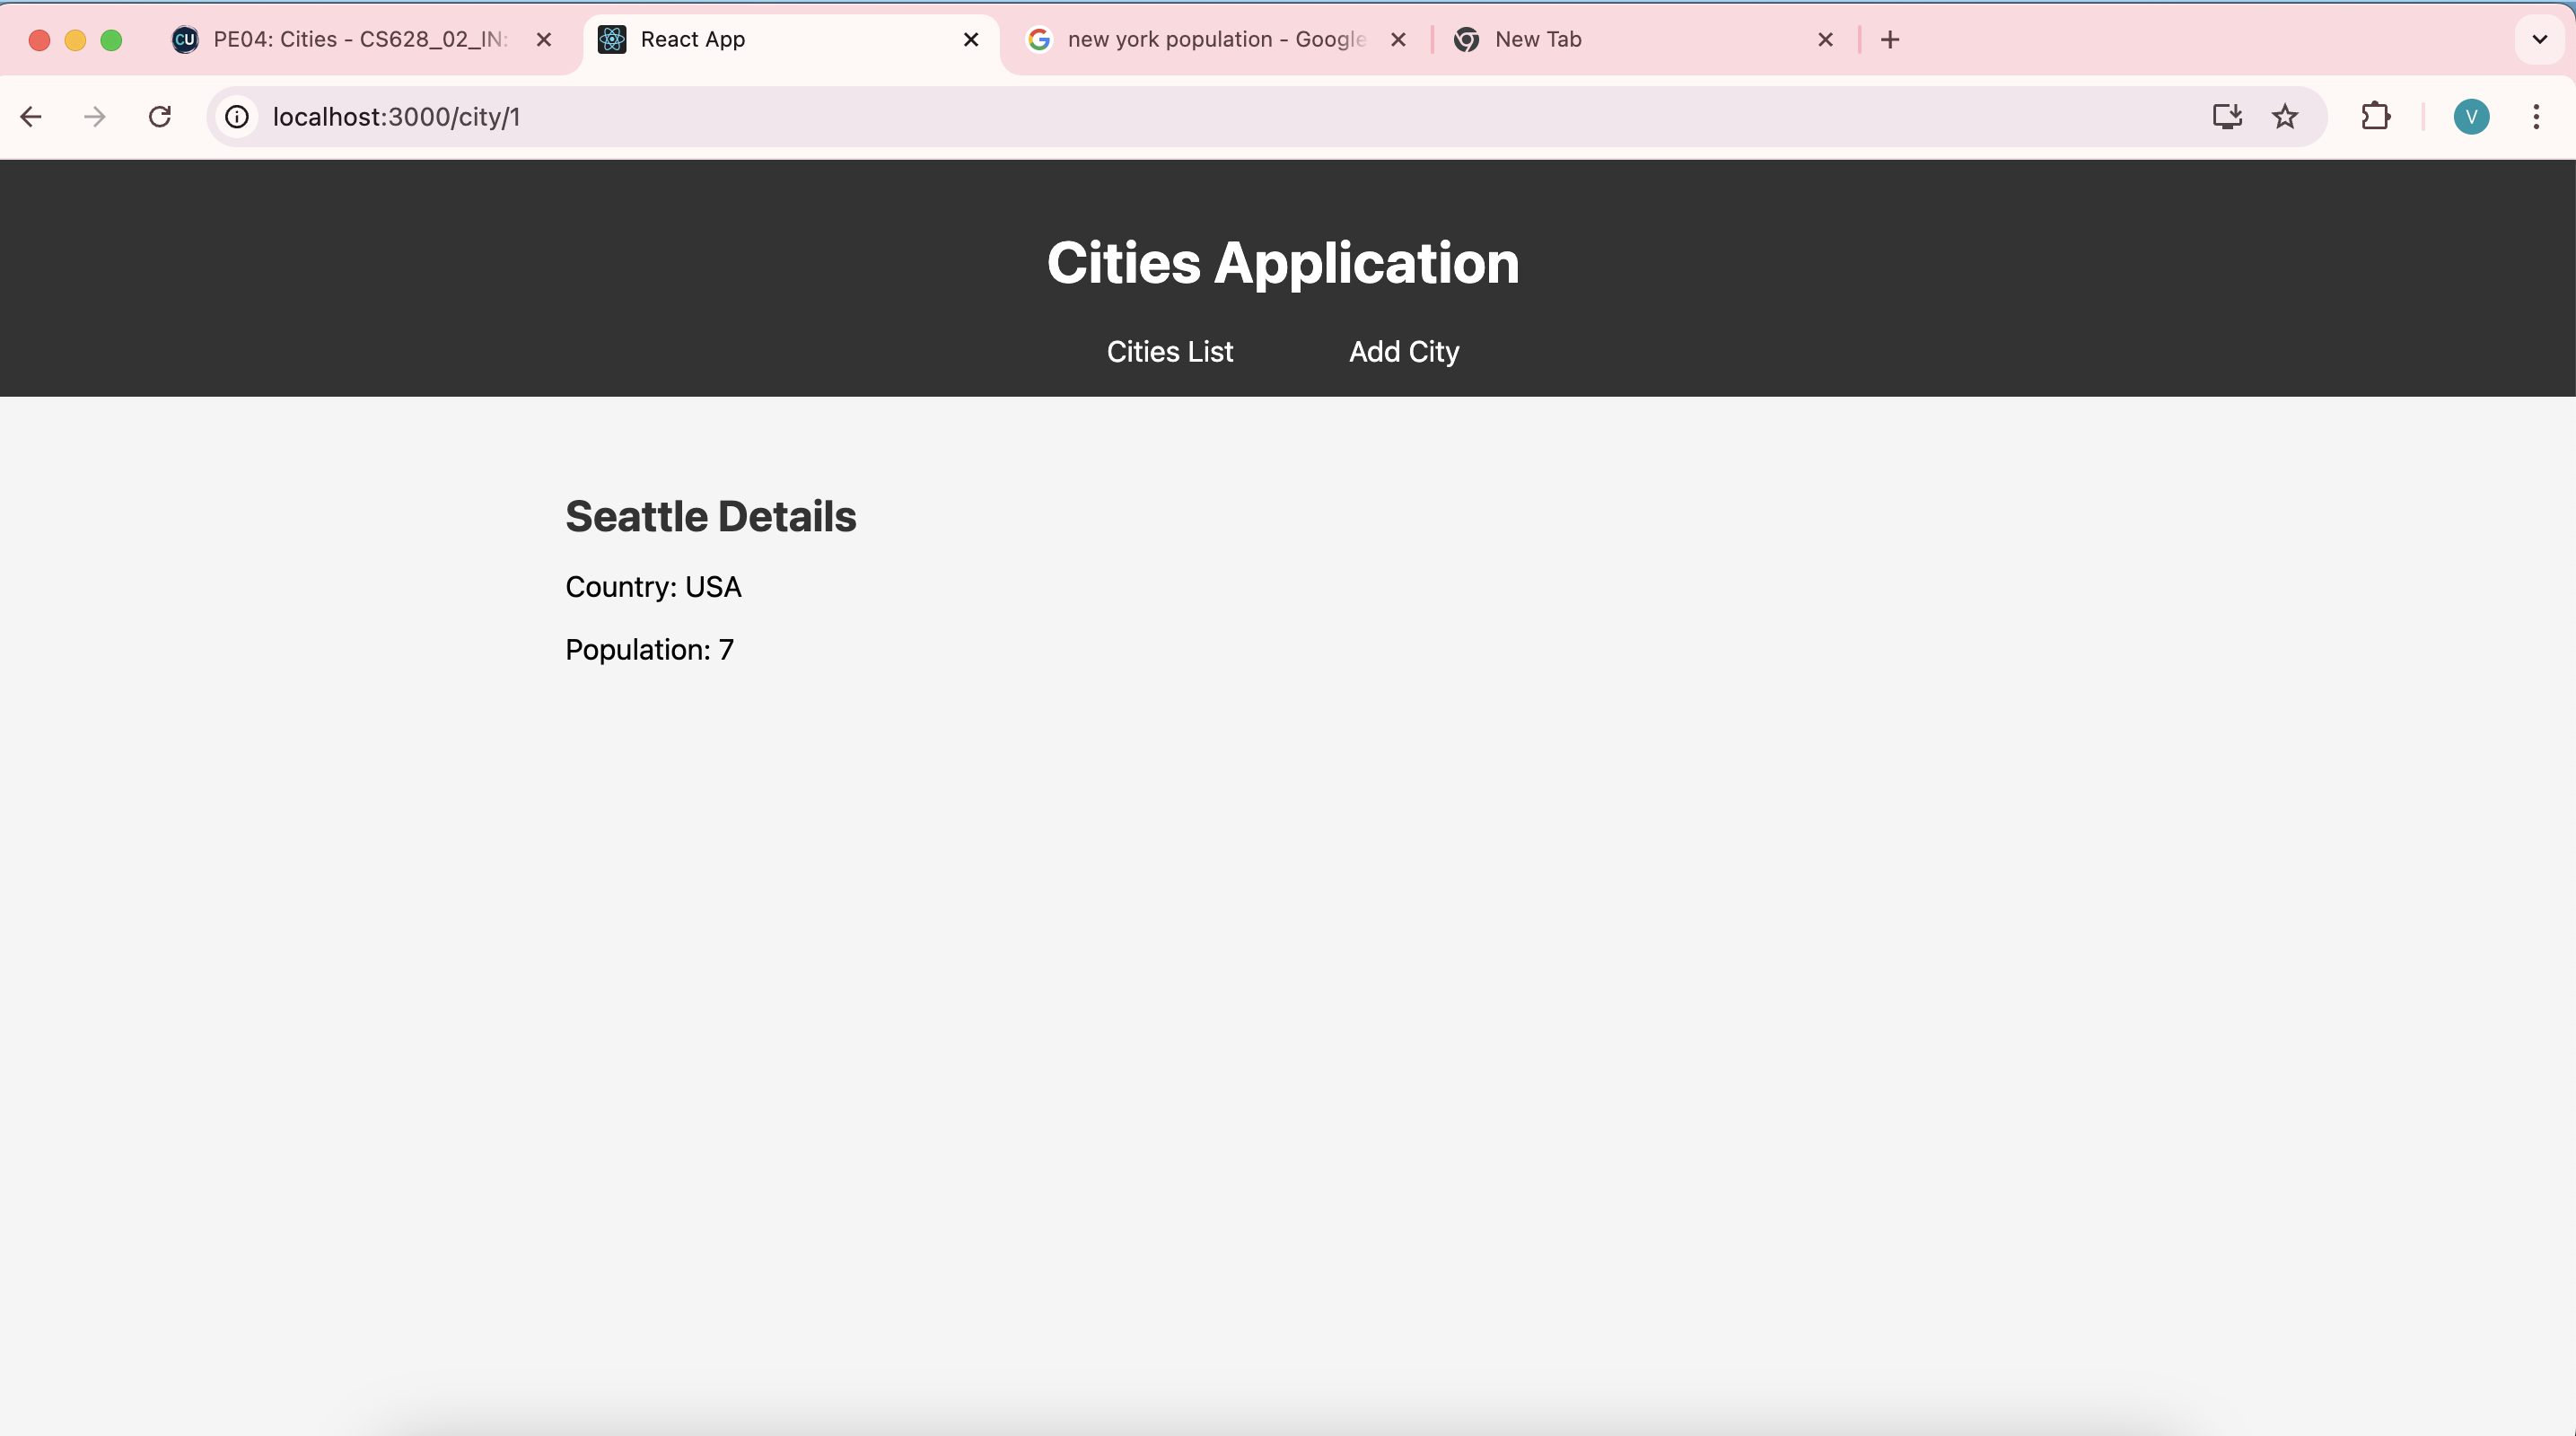 CU PE04: Cities - CS628_02_IN:
React App
new york population - Google
New Tab
localhost:3000/city/1
V
Cities Application
Cities List Add City
Seattle Details
Country: USA
Population: 7